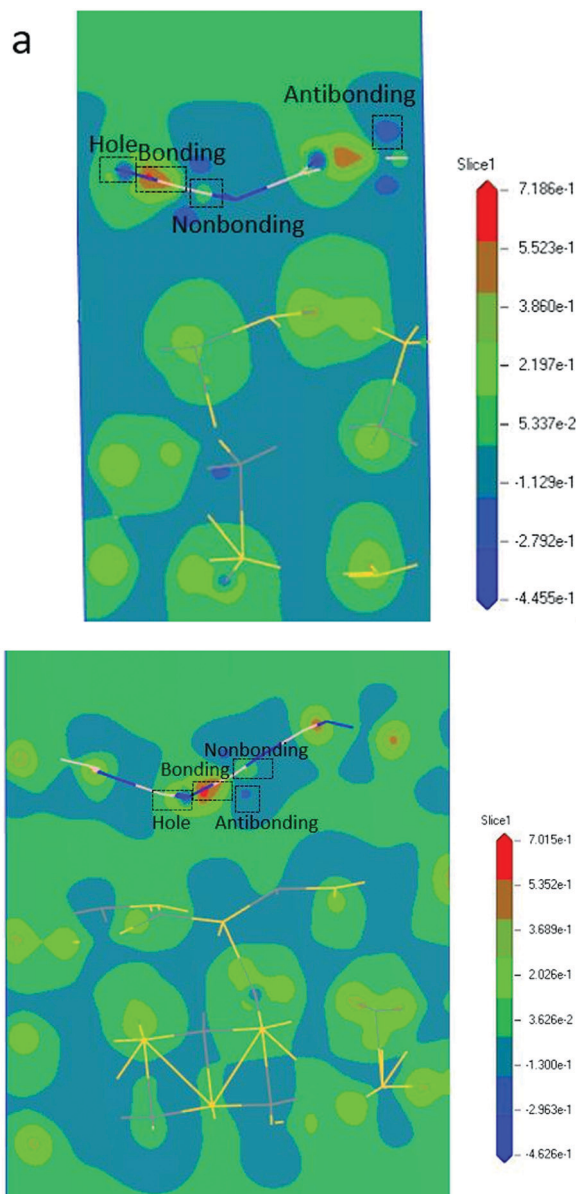 a
Antibonding
Hole
Bonding
Nonbonding
Slice1
7.186e-1
5.523e-1
3.860e-1
2.197e-1
5.337e-2
-1.129e-1
-2.792e-1
-4.455e-1
Nonbonding
Bonding
Hole
Antibonding
Slice1
7.015e-1
5.352e-1
3.689e-1
2.026e-1
3.626e-2
-1.300e-1
-2.963e-1
-4.626e-1